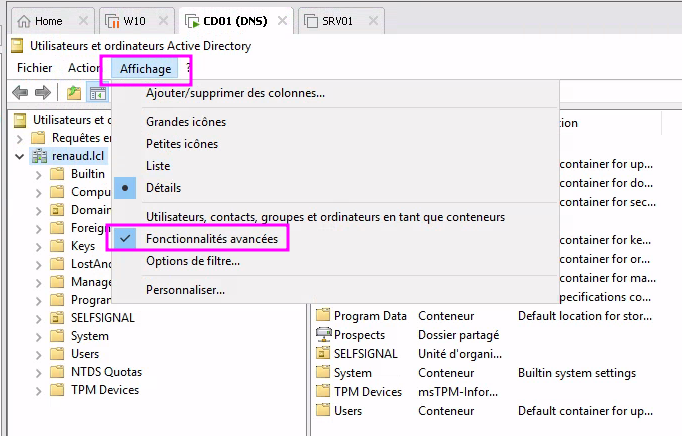 Home W10 CD01 (DNS) SRV01
Utilisateurs et ordinateurs Active Directory
Fichier Action Affichage ?
Ajouter/supprimer des colonnes...
Grandes icônes
Petites icônes
Liste
Détails
Utilisateurs, contacts, groupes et ordinateurs en tant que conteneurs
Fonctionnalités avancées
Options de filtre...
Personnaliser...
Utilisateurs et o
Requêtes en
renaud.lcl
Builtin
Compu
Domain
Foreign
Keys
LostAnd
Manage
Program
SELFSIGNAL
System
Users
NTDS Quotas
TPM Devices
tion
container for up...
container for do...
container for sec...
container for or...
container for ma...
specifications co...
Program Data Conteneur Default location for stor...
Prospects Dossier partagé
SELFSIGNAL Unité d'organi...
System Conteneur Builtin system settings
TPM Devices msTPM-Infor...
Users Conteneur Default container for up...